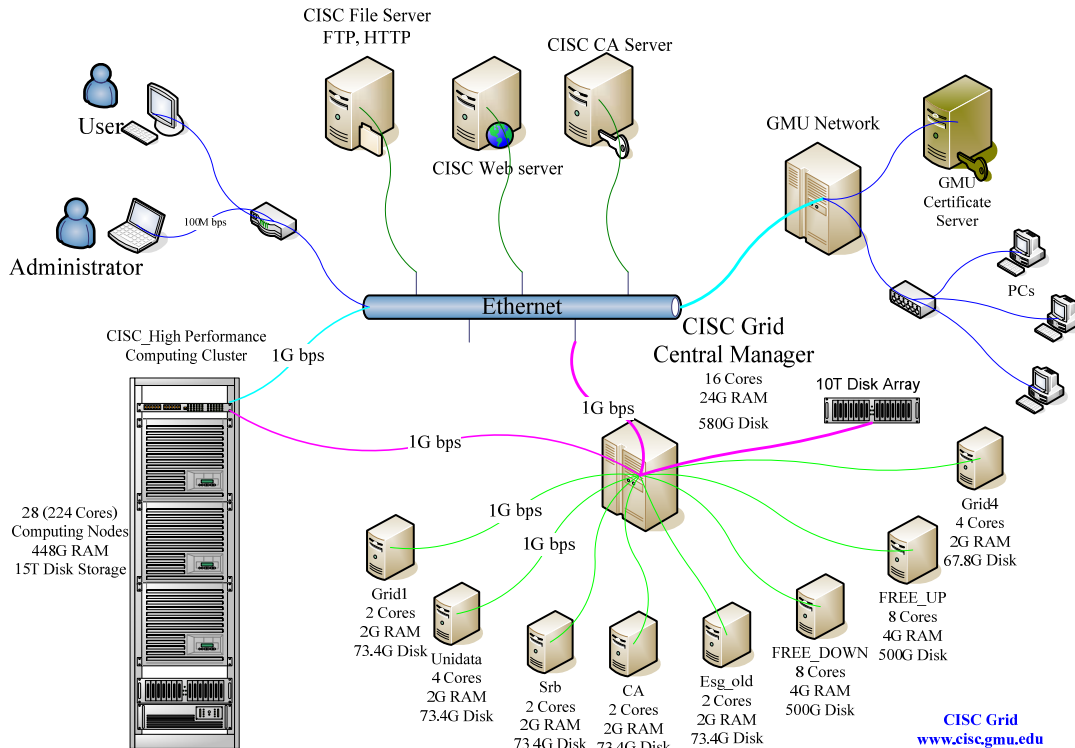 CISC File Server
FTP, HTTP
CISC CA Server
User
CISC Web server
GMU Network
GMU
Certificate
Server
100M bps
Administrator
PCs
Ethernet
CISC Grid
Central Manager
16 Cores
24G RAM
580G Disk
CISC_High Performance
Computing Cluster
1G bps
1G bps
10T Disk Array
1G bps
28 (224 Cores)
Computing Nodes
448G RAM
15T Disk Storage
1G bps
1G bps
Grid4
4 Cores
2G RAM
67.8G Disk
Grid1
2 Cores
2G RAM
73.4G Disk
Unidata
4 Cores
2G RAM
73.4G Disk
Srb
2 Cores
2G RAM
73.4G Disk
CA
2 Cores
2G RAM
73.4G Disk
Esg_old
2 Cores
2G RAM
73.4G Disk
FREE_DOWN
8 Cores
4G RAM
500G Disk
FREE_UP
8 Cores
4G RAM
500G Disk
CISC Grid
www.cisc.gmu.edu